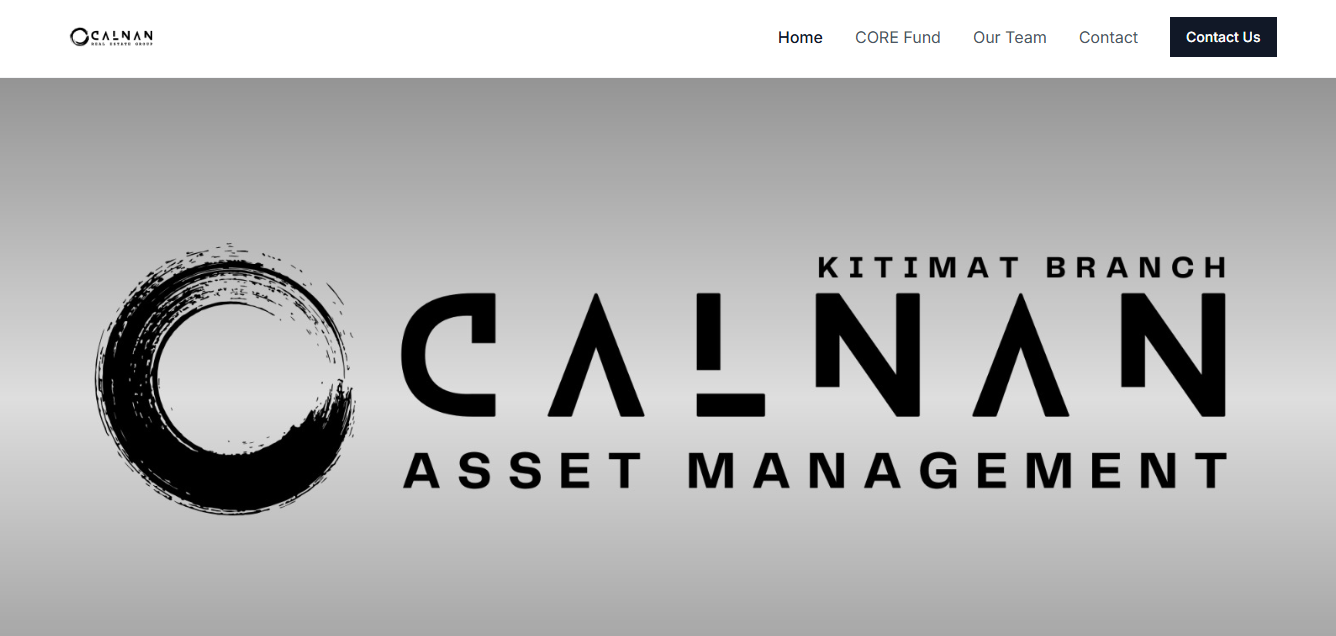 CALNAN
REAL ESTATE GROUP
Home
CORE Fund
Our Team
Contact
Contact Us
KITIMAT BRANCH
CALNAN
ASSET MANAGEMENT